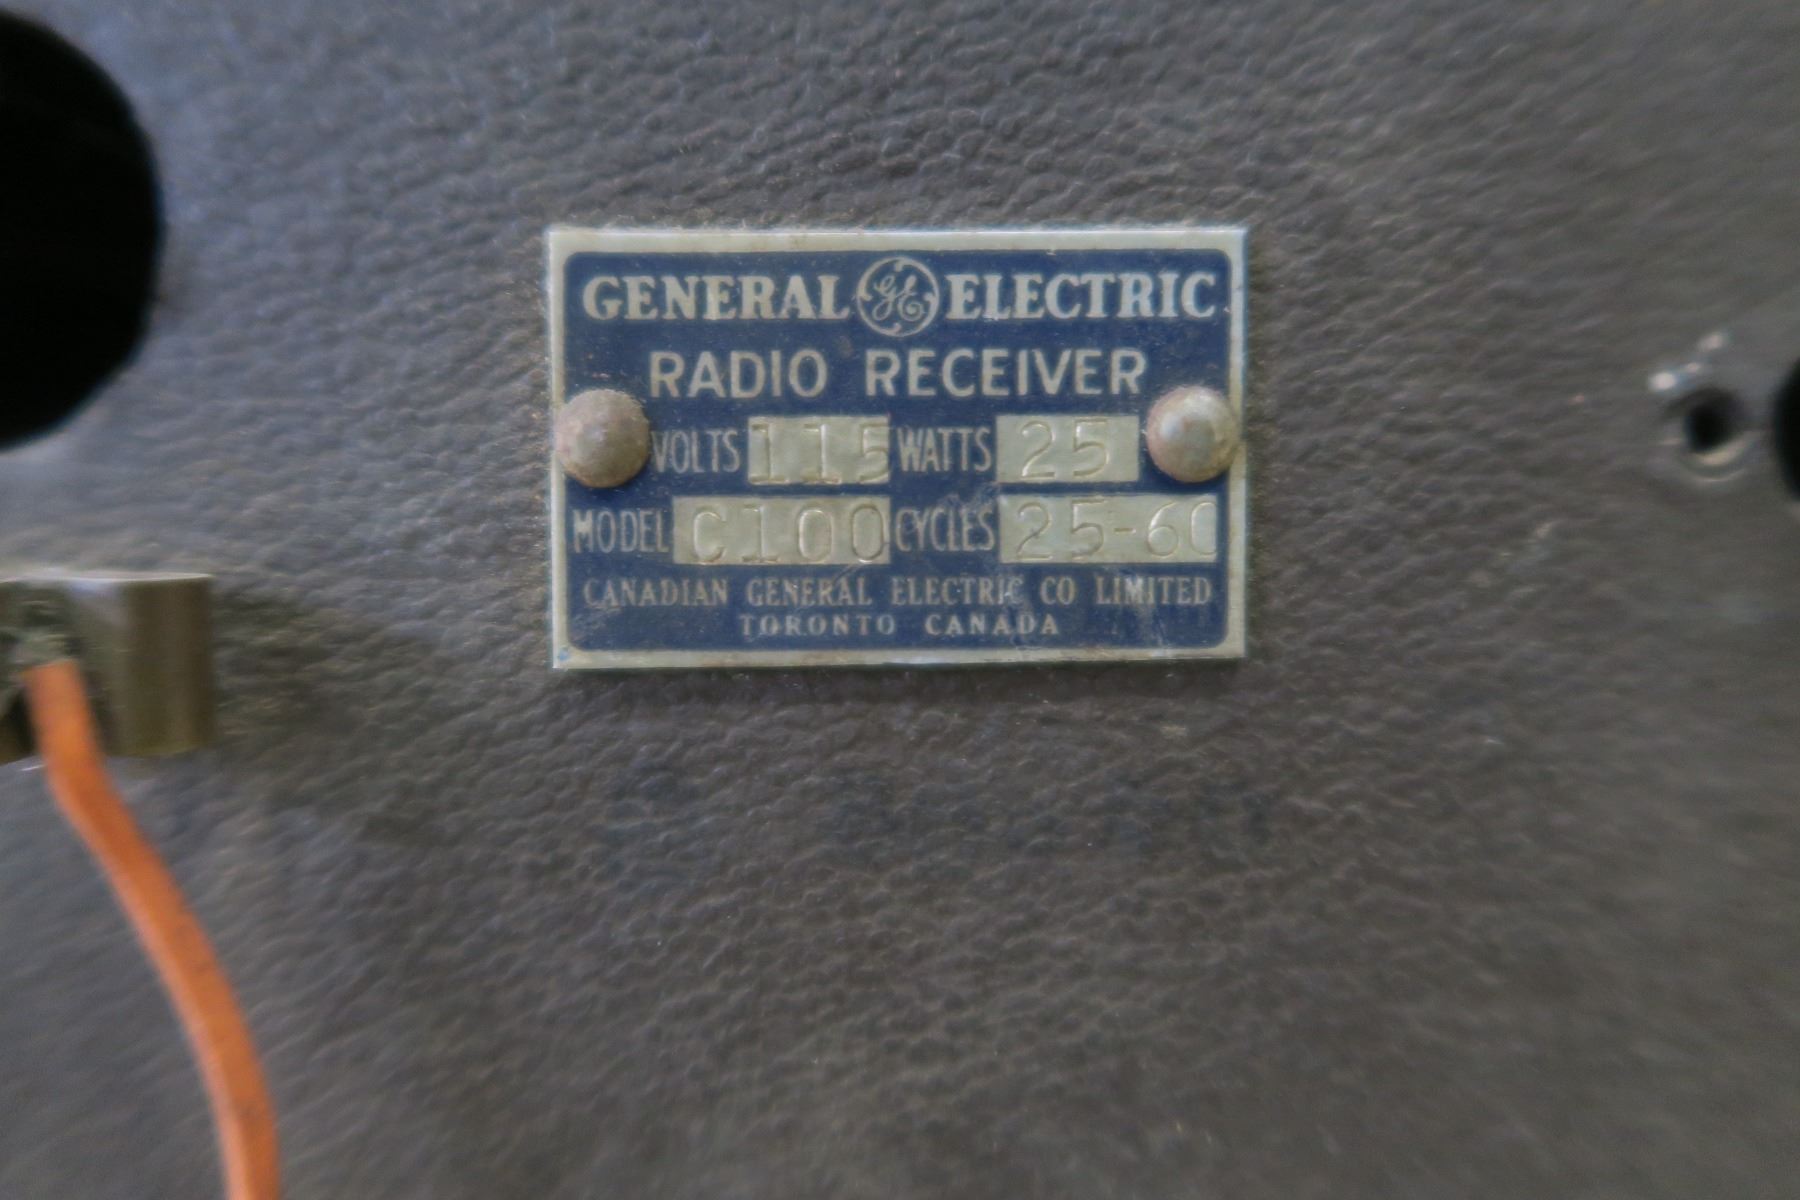 GENERAL GE ELECTRIC
RADIO RECEIVER
VOLTS 115 WATTS 25
MODEL C100 CYCLES 25-60
CANADIAN GENERAL ELECTRIC CO LIMITED
TORONTO CANADA